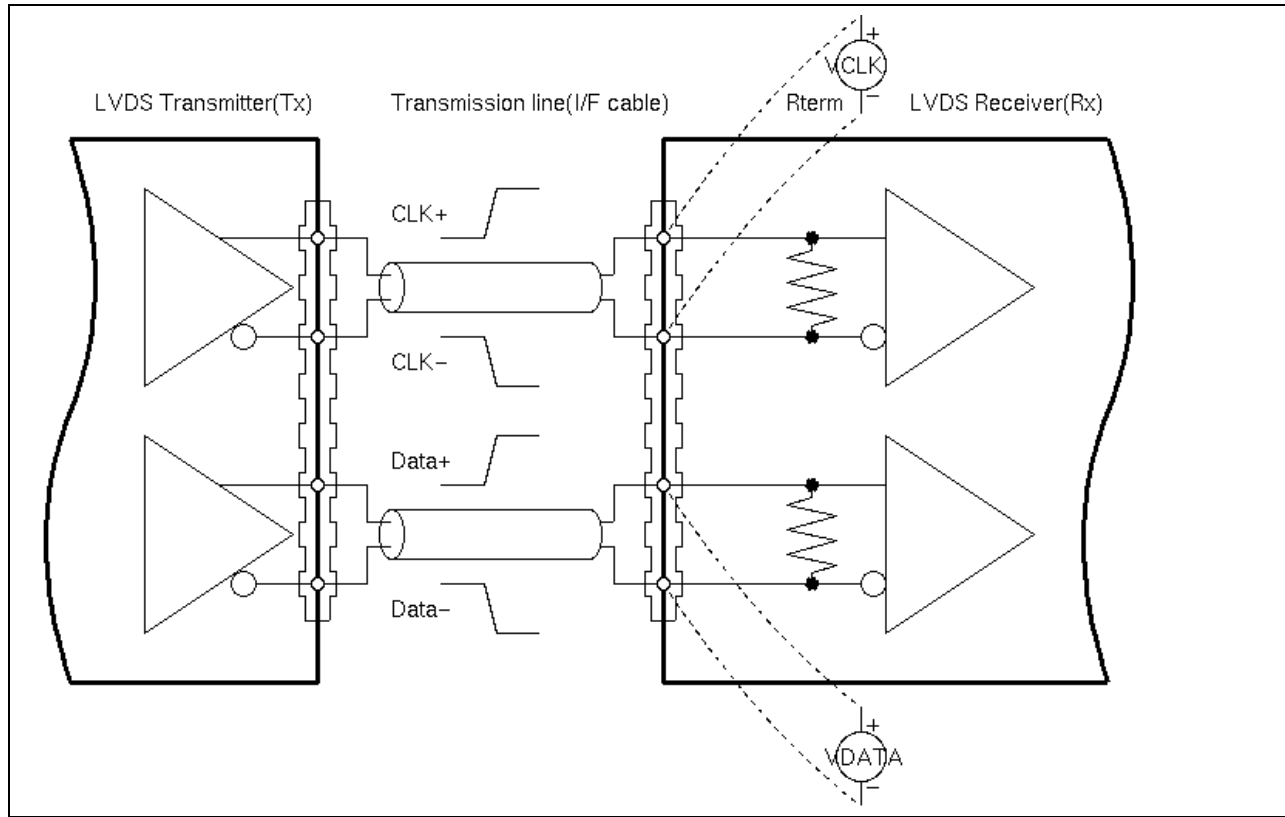 +
VCLK
−
LVDS Transmitter(Tx)
Transmission line(I/F cable)
Rterm
LVDS Receiver(Rx)
CLK+
CLK−
Data+
Data−
+
VDATA
−